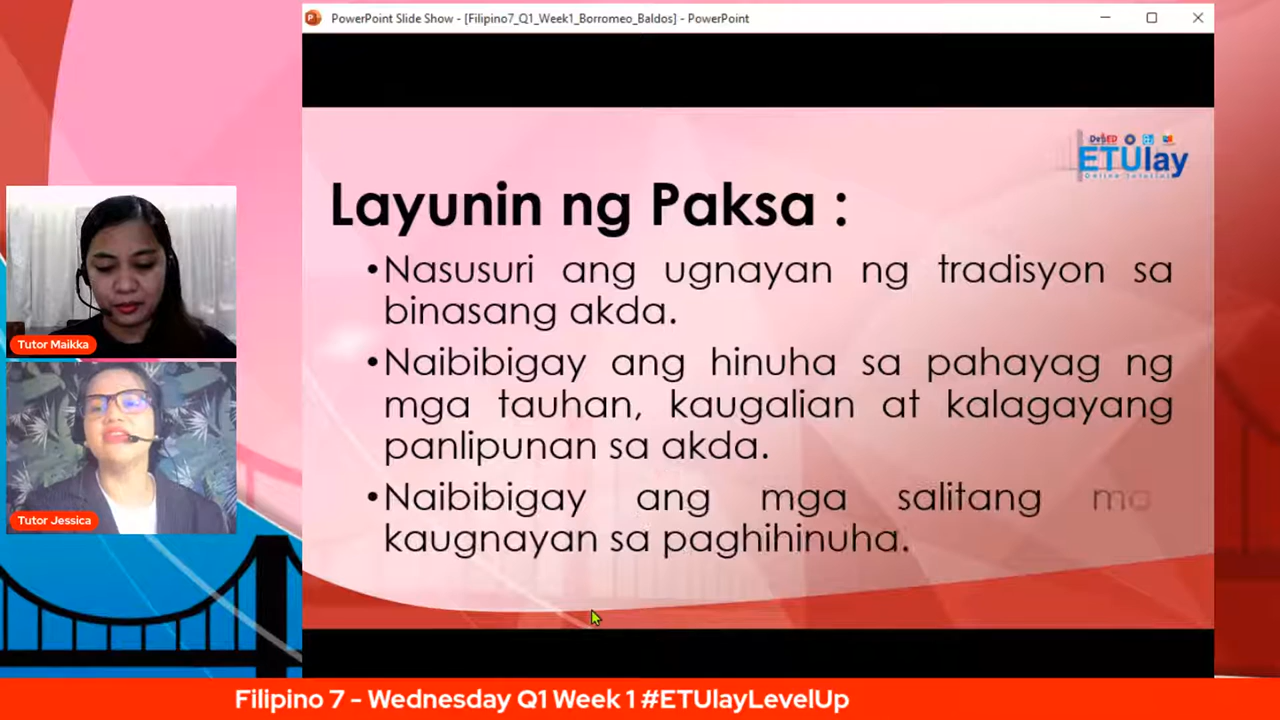 PowerPoint Slide Show - [Filipino7_Q1_Week1_Borromeo_Baldos] - PowerPoint
DepED
ETUlay
Layunin ng Paksa :
•Nasusuri ang ugnayan ng tradisyon sa
binasang akda.
•Naibibigay ang hinuha sa pahayag ng
mga tauhan, kaugalian at kalagayang
panlipunan sa akda.
•Naibibigay ang mga salitang ma
kaugnayan sa paghihinuha.
Tutor Maikka
Tutor Jessica
Filipino 7 - Wednesday Q1 Week 1 #ETUlayLevelUp